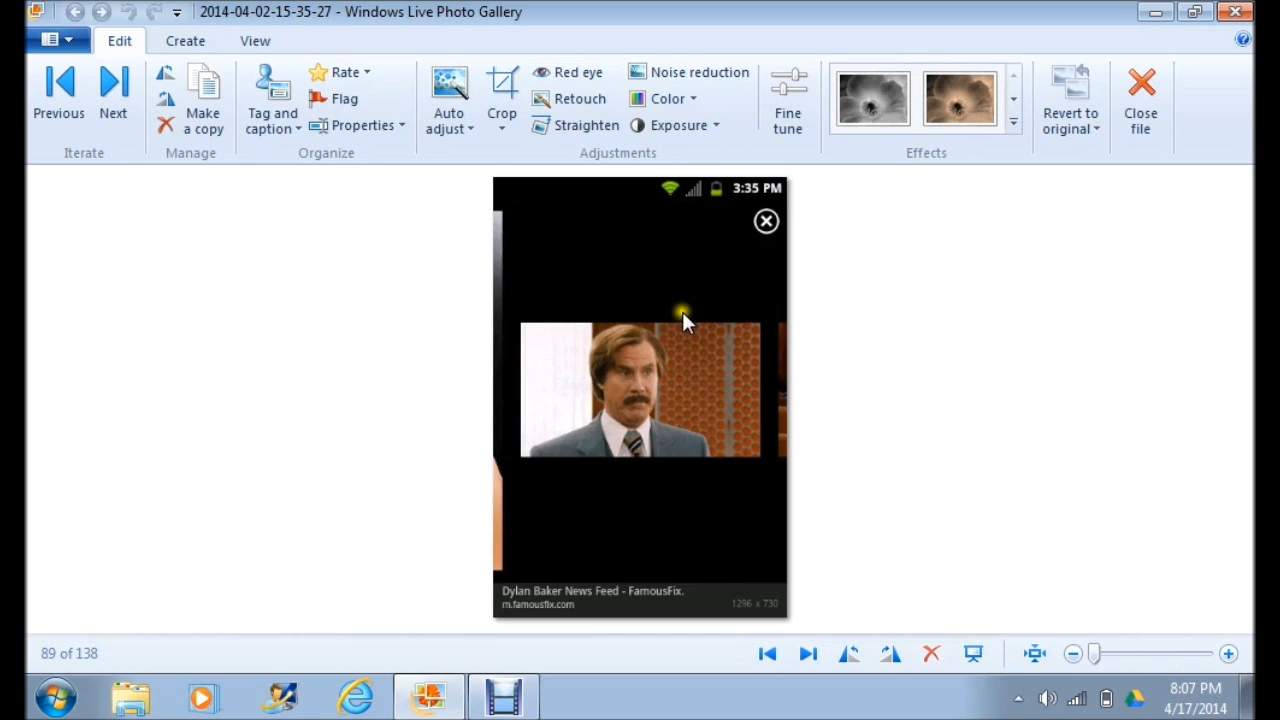 2014-04-02-15-35-27 - Windows Live Photo Gallery
Edit
Create
View
Previous
Next
Iterate
Make
a copy
Manage
Tag and
caption
Rate
Flag
Properties
Organize
Auto
adjust
Crop
Red eye
Retouch
Straighten
Noise reduction
Color
Exposure
Adjustments
Fine
tune
Effects
Revert to
original
Close
file
3:35 PM
Dylan Baker News Feed - FamousFix.
m.famousfix.com
1296 x 730
89 of 138
8:07 PM
4/17/2014